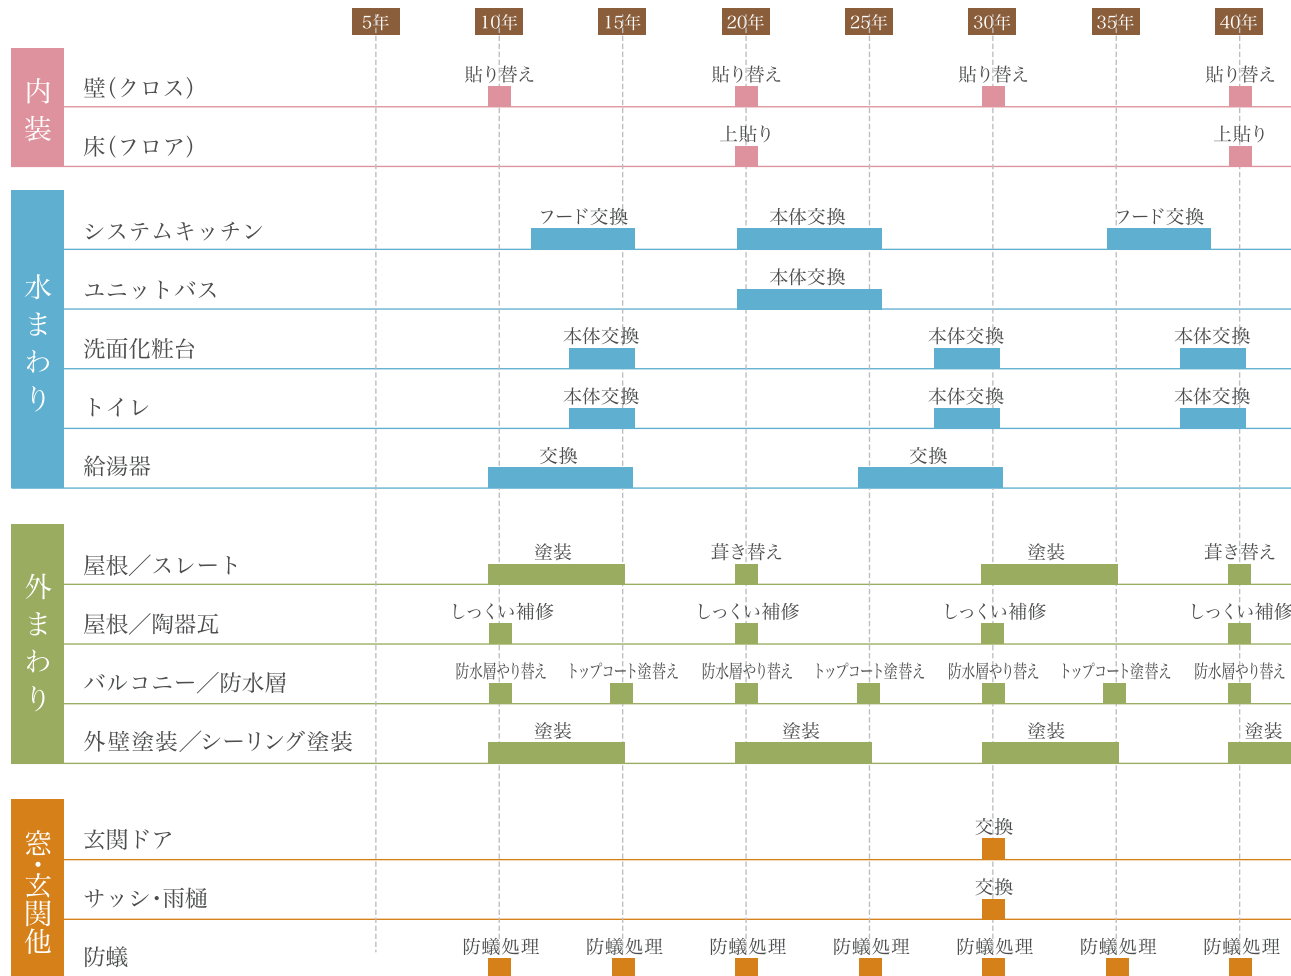 5年 10年 15年 20年 25年 30年 35年 40年
内装
貼り替え 貼り替え 貼り替え 貼り替え
壁(クロス)
上貼り 上貼り
床(フロア)
水まわり
フード交換 本体交換 フード交換
システムキッチン
本体交換
ユニットバス
本体交換 本体交換 本体交換
洗面化粧台
本体交換 本体交換 本体交換
トイレ
交換 交換
給湯器
外まわり
塗装 葺き替え 塗装 葺き替え
屋根／スレート
しっくい補修 しっくい補修 しっくい補修 しっくい補修
屋根／陶器瓦
防水層やり替え トップコート塗替え 防水層やり替え トップコート塗替え 防水層やり替え トップコート塗替え 防水層やり替え
バルコニー／防水層
塗装 塗装 塗装 塗装
外壁塗装／シーリング塗装
窓・玄関他
交換
玄関ドア
交換
サッシ・雨樋
防蟻処理 防蟻処理 防蟻処理 防蟻処理 防蟻処理 防蟻処理 防蟻処理
防蟻